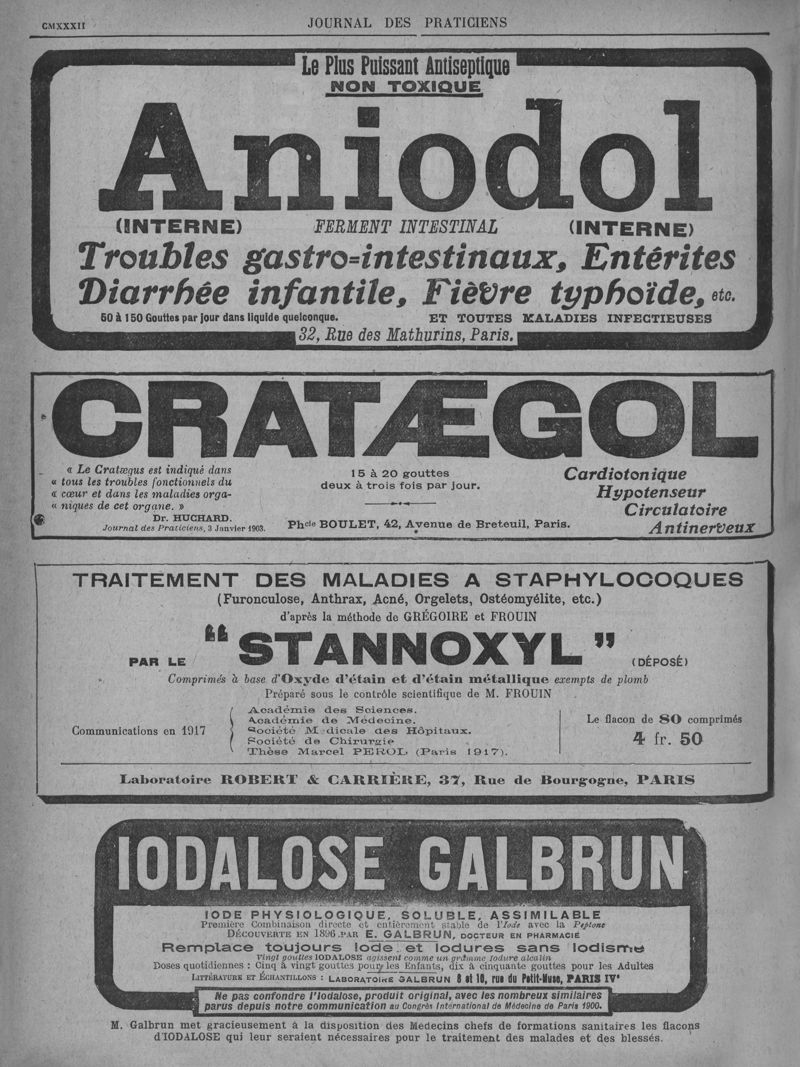 CMXXXII
JOURNAL DES PRATICIENS
Le Plus Puissant Antiseptique
NON TOXIQUE
Aniodol
(INTERNE) FERMENT INTESTINAL (INTERNE)
Troubles gastro-intestinaux, Entérites
Diarrhée infantile, Fièvre typhoïde, etc.
50 à 150 Gouttes par jour dans liquide quelconque. ET TOUTES MALADIES INFECTIEUSES
32, Rue des Mathurins, Paris.
CRATÆGOL
« Le Cratægus est indiqué dans
« tous les troubles fonctionnels du
« cœur et dans les maladies orga-
« niques de cet organe. »
Dr. HUCHARD.
Journal des Praticiens, 3 Janvier 1903.
15 à 20 gouttes
deux à trois fois par jour.
Phcie BOULET, 42, Avenue de Breteuil, Paris.
Cardiotonique
Hypotenseur
Circulatoire
Antinerveux
TRAITEMENT DES MALADIES A STAPHYLOCOQUES
(Furonculose, Anthrax, Acné, Orgelets, Ostéomyélite, etc.)
d'après la méthode de GRÉGOIRE et FROUIN
PAR LE "STANNOXYL" (DÉPOSÉ)
Comprimés à base d'Oxyde d'étain et d'étain métallique exempts de plomb
Préparé sous le contrôle scientifique de M. FROUIN
Communications en 1917
Académie des Sciences.
Académie de Médecine.
Société Médicale des Hôpitaux.
Société de Chirurgie
Thèse Marcel PEROL (Paris 1917).
Le flacon de 80 comprimés
4 fr. 50
Laboratoire ROBERT & CARRIÈRE, 37, Rue de Bourgogne, PARIS
IODALOSE GALBRUN
IODE PHYSIOLOGIQUE, SOLUBLE, ASSIMILABLE
Première Combinaison directe et entièrement stable de l'Iode avec la Peptone
DÉCOUVERTE EN 1896 PAR E. GALBRUN, DOCTEUR EN PHARMACIE
Remplace toujours Iode et Iodures sans Iodisme
Vingt gouttes IODALOSE agissent comme un gramme Iodure alcalin
Doses quotidiennes : Cinq à vingt gouttes pour les Enfants, dix à cinquante gouttes pour les Adultes
LITTÉRATURE ET ÉCHANTILLONS : LABORATOIRE GALBRUN 8 et 10, rue du Petit-Musc, PARIS IVe
Ne pas confondre l'Iodalose, produit original, avec les nombreux similaires
parus depuis notre communication au Congrès International de Médecine de Paris 1900.
M. Galbrun met gracieusement à la disposition des Médecins chefs de formations sanitaires les flacons
d'IODALOSE qui leur seraient nécessaires pour le traitement des malades et des blessés.